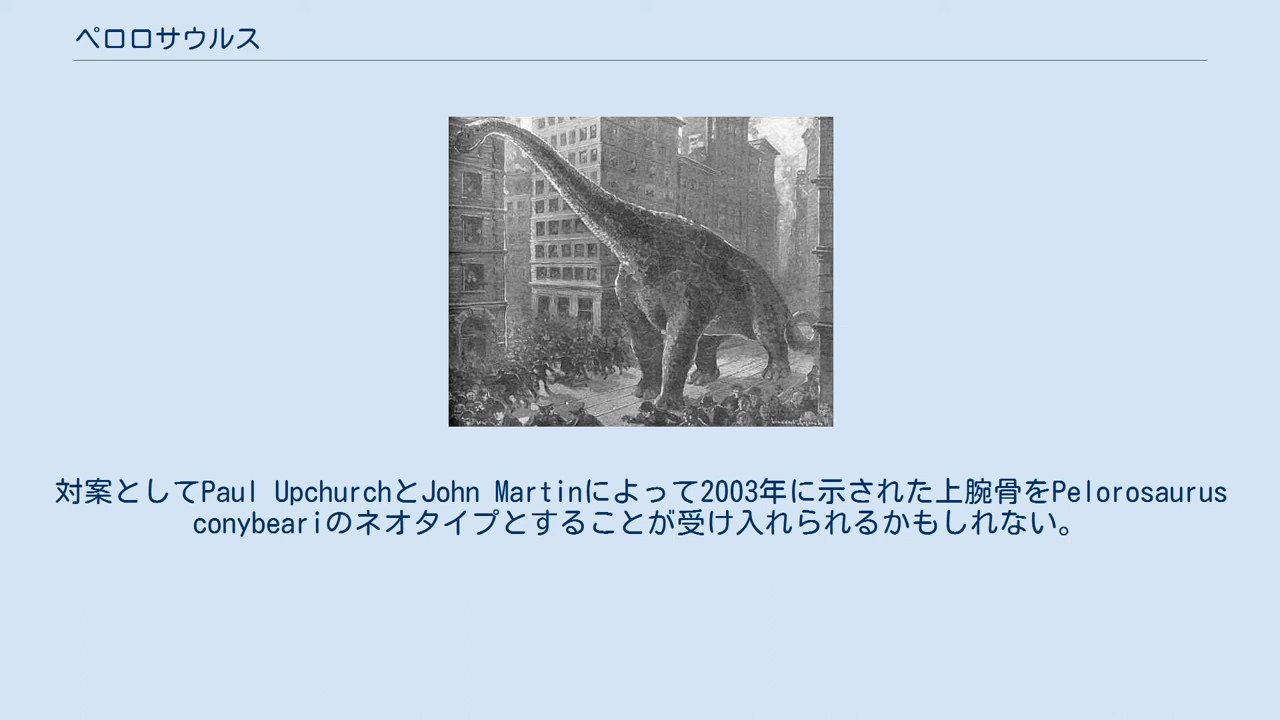 ペロロサウルス
対案としてPaul UpchurchとJohn Martinによって2003年に示された上腕骨をPelorosaurus
conybeariのネオタイプとすることが受け入れられるかもしれない。